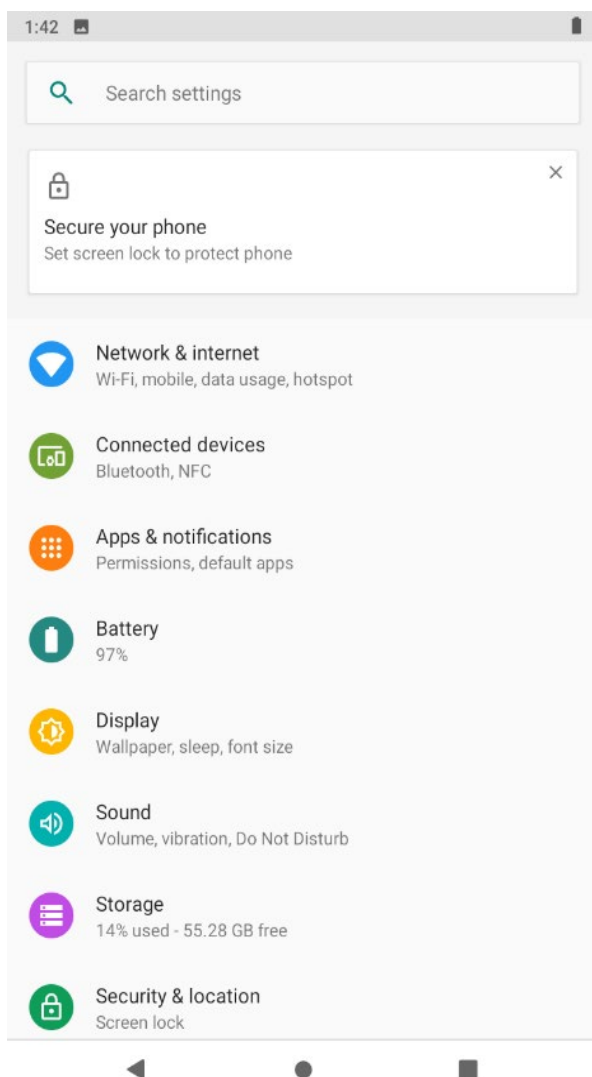 1:42
Search settings
Secure your phone
Set screen lock to protect phone
Network & internet
Wi-Fi, mobile, data usage, hotspot
Connected devices
Bluetooth, NFC
Apps & notifications
Permissions, default apps
Battery
97%
Display
Wallpaper, sleep, font size
Sound
Volume, vibration, Do Not Disturb
Storage
14% used - 55.28 GB free
Security & location
Screen lock